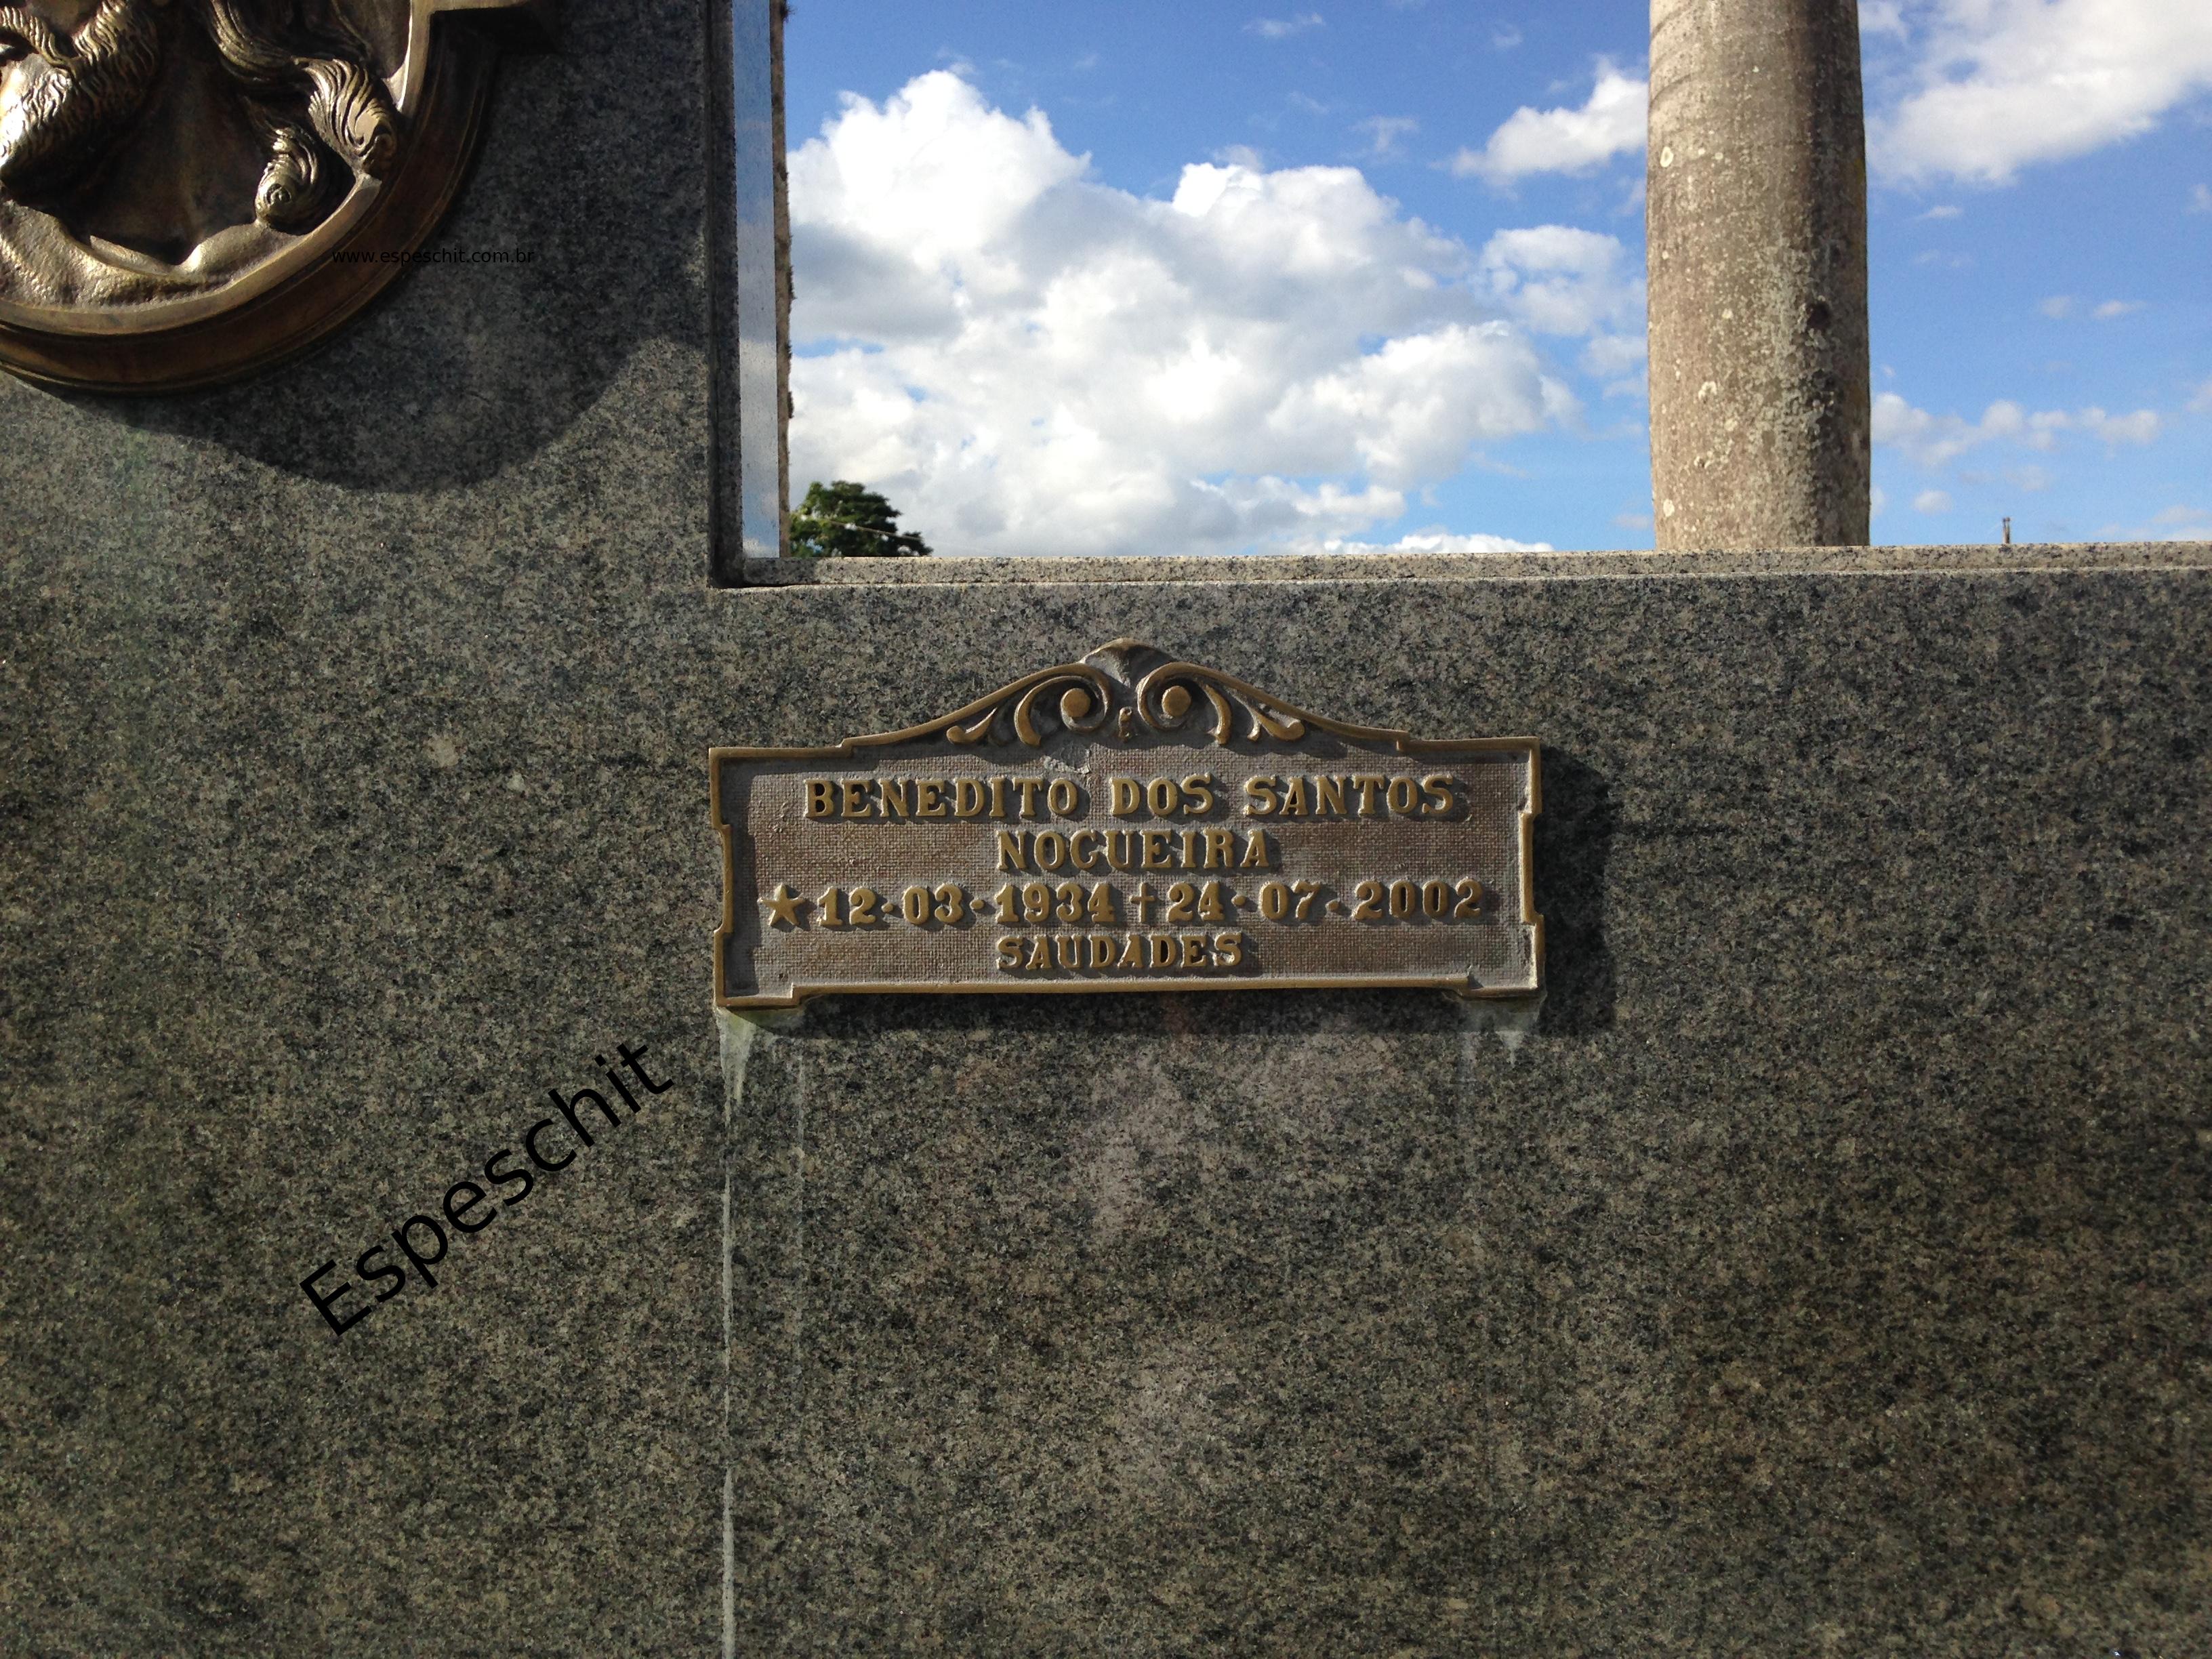 www.espeschit.com.br
BENEDITO DOS SANTOS
NOGUEIRA
★12·03·1934 † 24·07·2002
SAUDADES
Espeschit